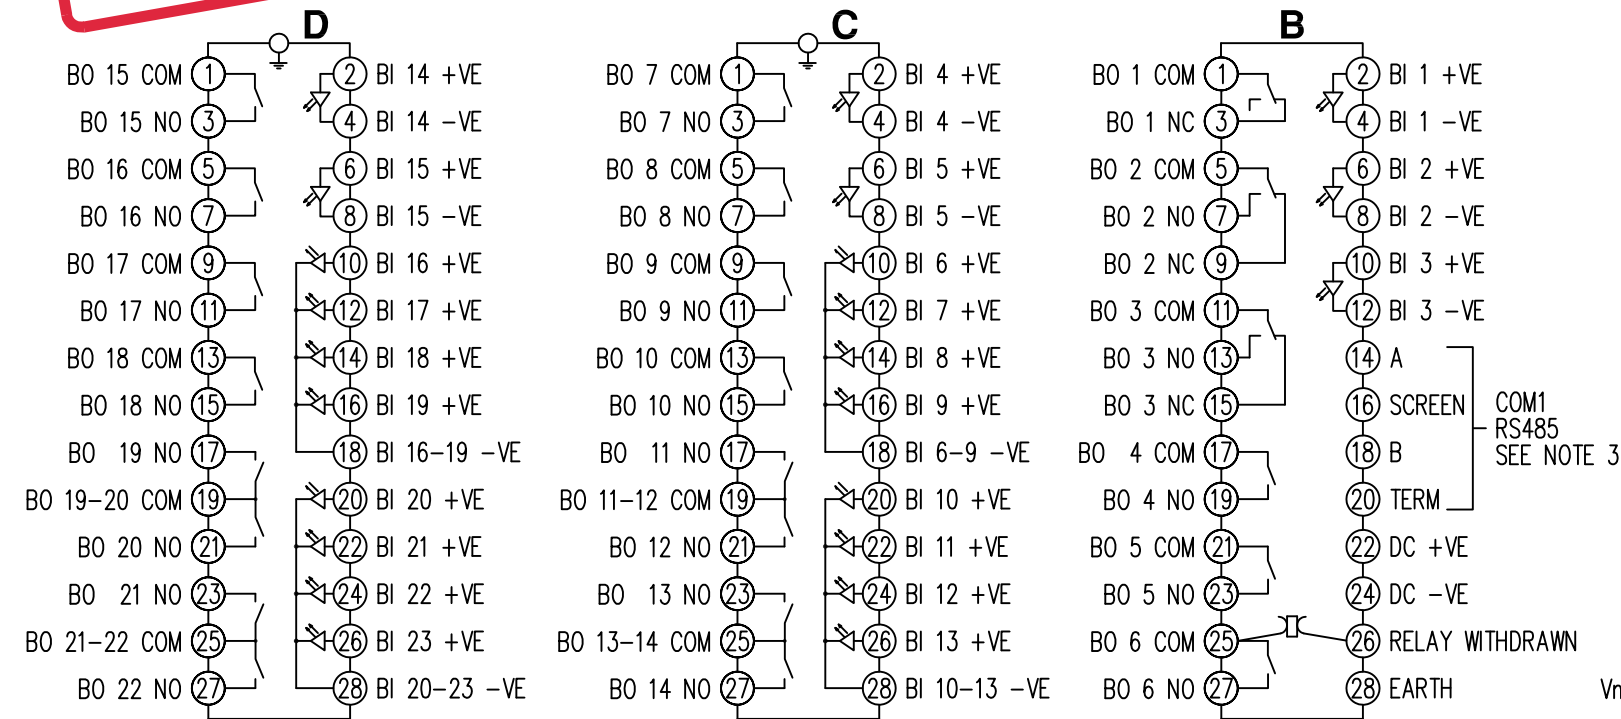 D
BO 15 COM 1 2 BI 14 +VE
BO 15 NO 3 4 BI 14 -VE
BO 16 COM 5 6 BI 15 +VE
BO 16 NO 7 8 BI 15 -VE
BO 17 COM 9 10 BI 16 +VE
BO 17 NO 11 12 BI 17 +VE
BO 18 COM 13 14 BI 18 +VE
BO 18 NO 15 16 BI 19 +VE
BO 19 NO 17 18 BI 16-19 -VE
BO 19-20 COM 19 20 BI 20 +VE
BO 20 NO 21 22 BI 21 +VE
BO 21 NO 23 24 BI 22 +VE
BO 21-22 COM 25 26 BI 23 +VE
BO 22 NO 27 28 BI 20-23 -VE
C
BO 7 COM 1 2 BI 4 +VE
BO 7 NO 3 4 BI 4 -VE
BO 8 COM 5 6 BI 5 +VE
BO 8 NO 7 8 BI 5 -VE
BO 9 COM 9 10 BI 6 +VE
BO 9 NO 11 12 BI 7 +VE
BO 10 COM 13 14 BI 8 +VE
BO 10 NO 15 16 BI 9 +VE
BO 11 NO 17 18 BI 6-9 -VE
BO 11-12 COM 19 20 BI 10 +VE
BO 12 NO 21 22 BI 11 +VE
BO 13 NO 23 24 BI 12 +VE
BO 13-14 COM 25 26 BI 13 +VE
BO 14 NO 27 28 BI 10-13 -VE
B
BO 1 COM 1 2 BI 1 +VE
BO 1 NC 3 4 BI 1 -VE
BO 2 COM 5 6 BI 2 +VE
BO 2 NO 7 8 BI 2 -VE
BO 2 NC 9 10 BI 3 +VE
BO 3 COM 11 12 BI 3 -VE
BO 3 NO 13 14 A
BO 3 NC 15 16 SCREEN
BO 4 COM 17 18 B
BO 4 NO 19 20 TERM
BO 5 COM 21 22 DC +VE
BO 5 NO 23 24 DC -VE
BO 6 COM 25 26 RELAY WITHDRAWN
BO 6 NO 27 28 EARTH
COM1
RS485
SEE NOTE 3